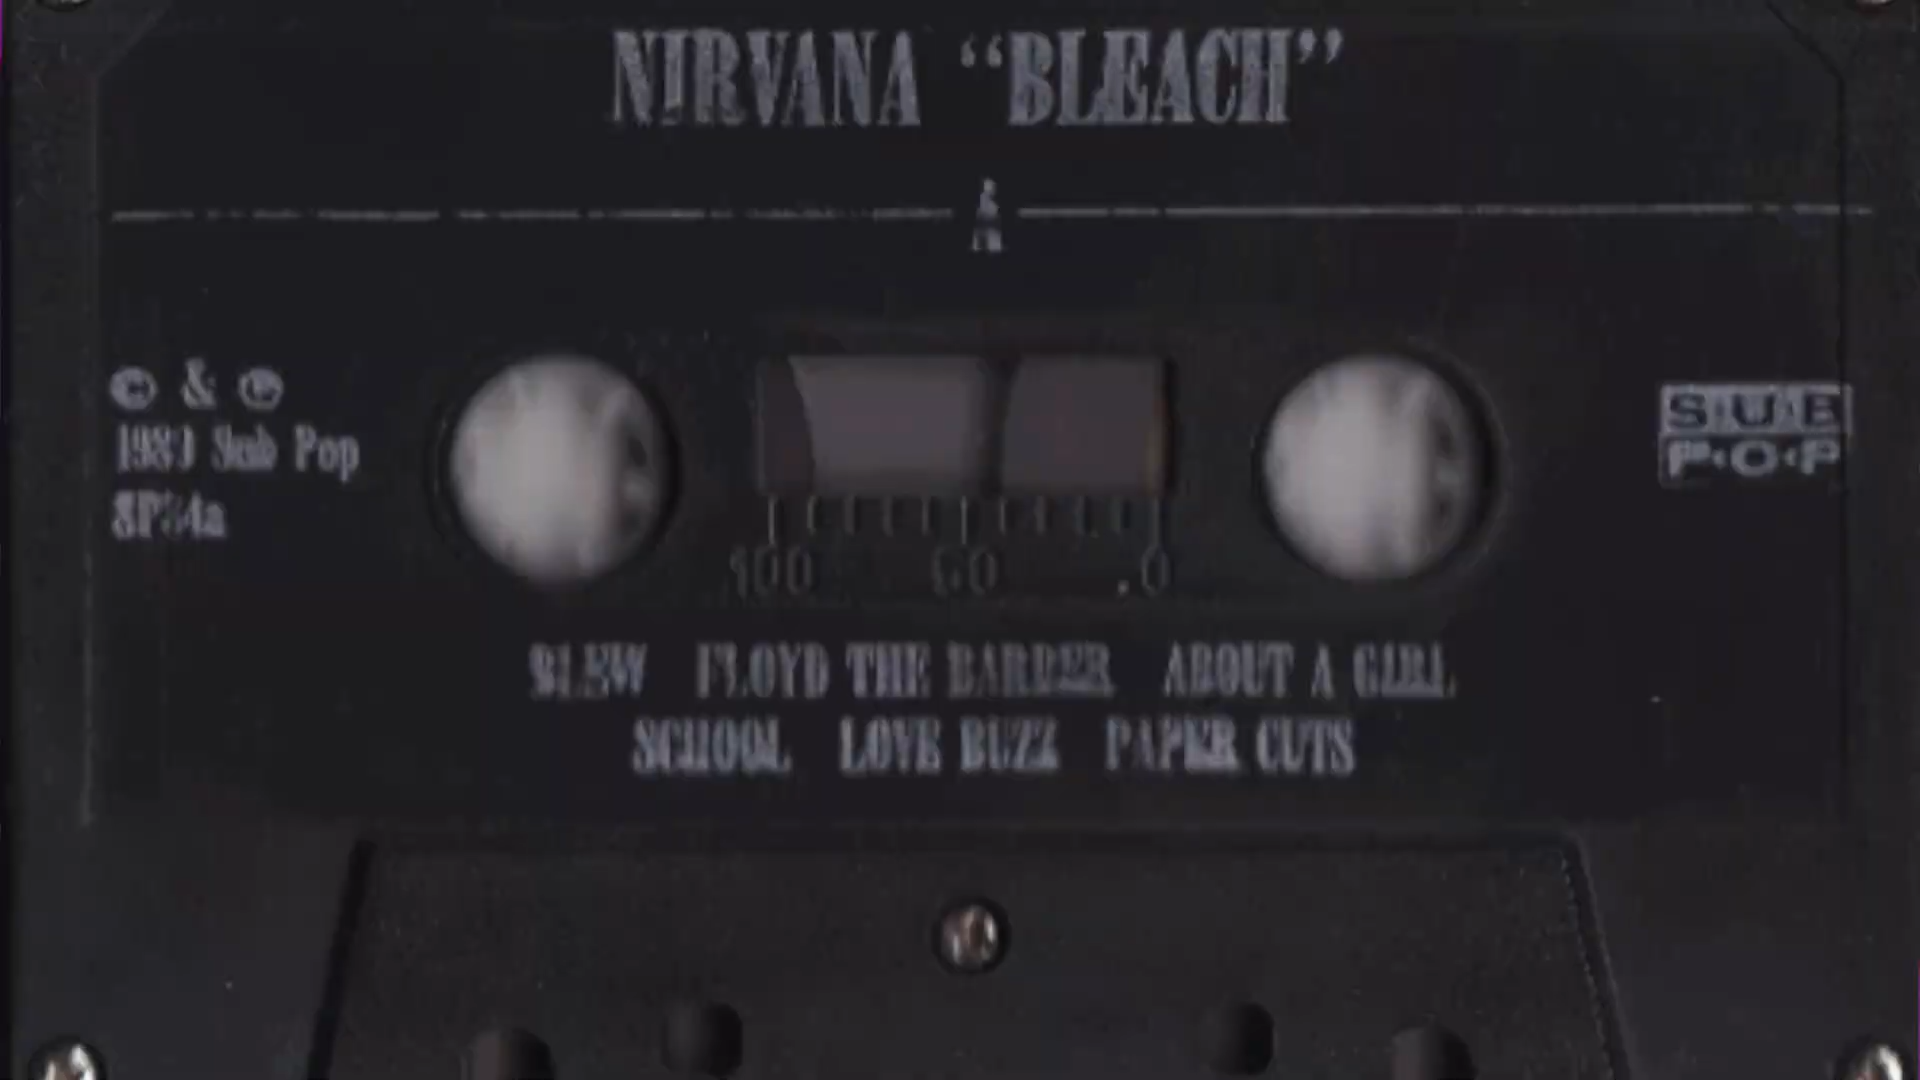 NIRVANA “BLEACH”
© & ℗
1989 Sub Pop
SP34a
SUB
POP
100 50 .0
BLEW FLOYD THE BARBER ABOUT A GIRL
SCHOOL LOVE BUZZ PAPER CUTS